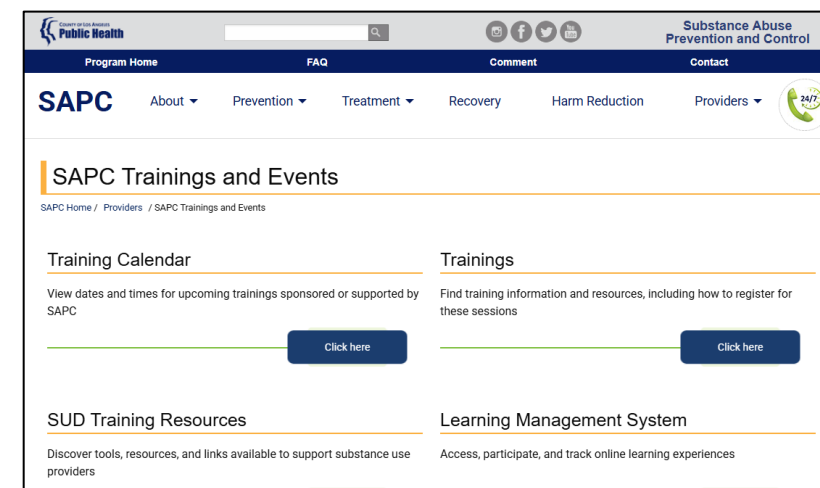 COUNTY OF LOS ANGELES
Public Health
Substance Abuse
Prevention and Control
Program Home FAQ Comment Contact
SAPC About Prevention Treatment Recovery Harm Reduction Providers 24/7
SAPC Trainings and Events
SAPC Home / Providers / SAPC Trainings and Events
Training Calendar
View dates and times for upcoming trainings sponsored or supported by
SAPC
Click here
Trainings
Find training information and resources, including how to register for
these sessions
Click here
SUD Training Resources
Discover tools, resources, and links available to support substance use
providers
Learning Management System
Access, participate, and track online learning experiences